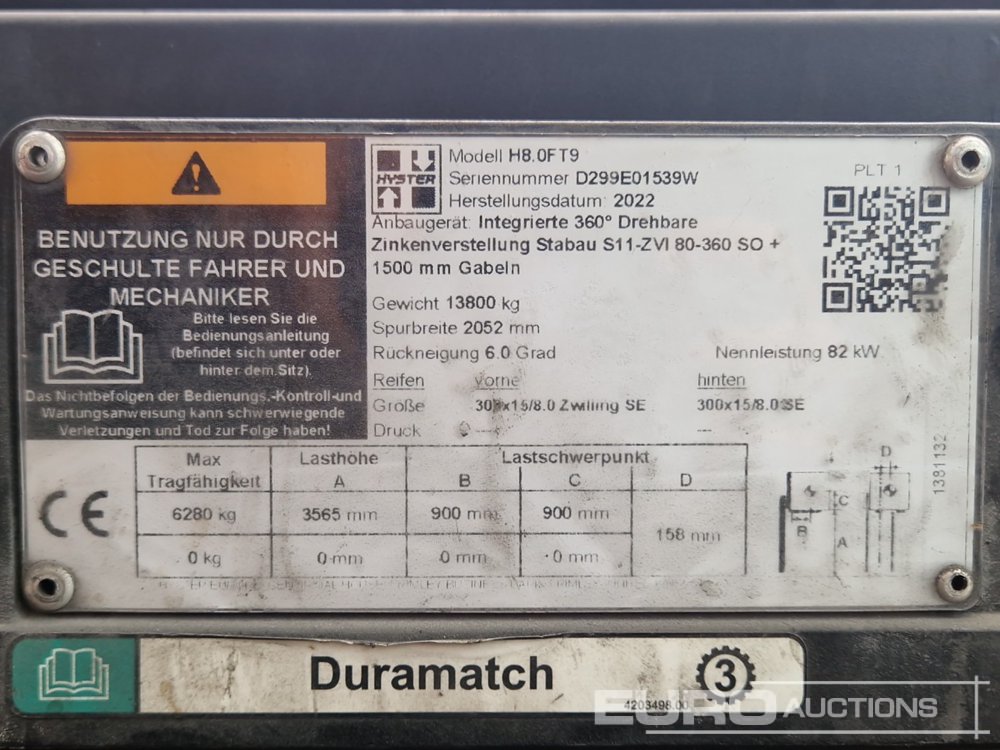 BENUTZUNG NUR DURCH
GESCHULTE FAHRER UND
MECHANIKER
Bitte lesen Sie die
Bedienungsanleitung
(befindet sich unter oder
hinter dem Sitz).
Das Nichtbefolgen der Bedienungs,-Kontroll-und
Wartungsanweisung kann schwerwiegende
Verletzungen und Tod zur Folge haben!
HYSTER
Modell H8.0FT9
Seriennummer D299E01539W
Herstellungsdatum 2022
Anbaugerät Integrierte 360° Drehbare
Zinkenverstellung Stabau S11-ZVI 80-360 SO +
1500 mm Gabeln
PLT 1
Gewicht 13800 kg
Spurbreite 2052 mm
Rückneigung 6.0 Grad
Nennleistung 82 kW
Reifen vorne hinten
Größe 300x15/8.0 Zwilling SE 300x15/8.0 SE
Druck — —
1381132
Max Lasthöhe Lastschwerpunkt
Tragfähigkeit A B C D
6280 kg 3565 mm 900 mm 900 mm 158 mm
0 kg 0 mm 0 mm 0 mm
CE
D
C
B A
Duramatch
3
4203498.00
EURO AUCTIONS